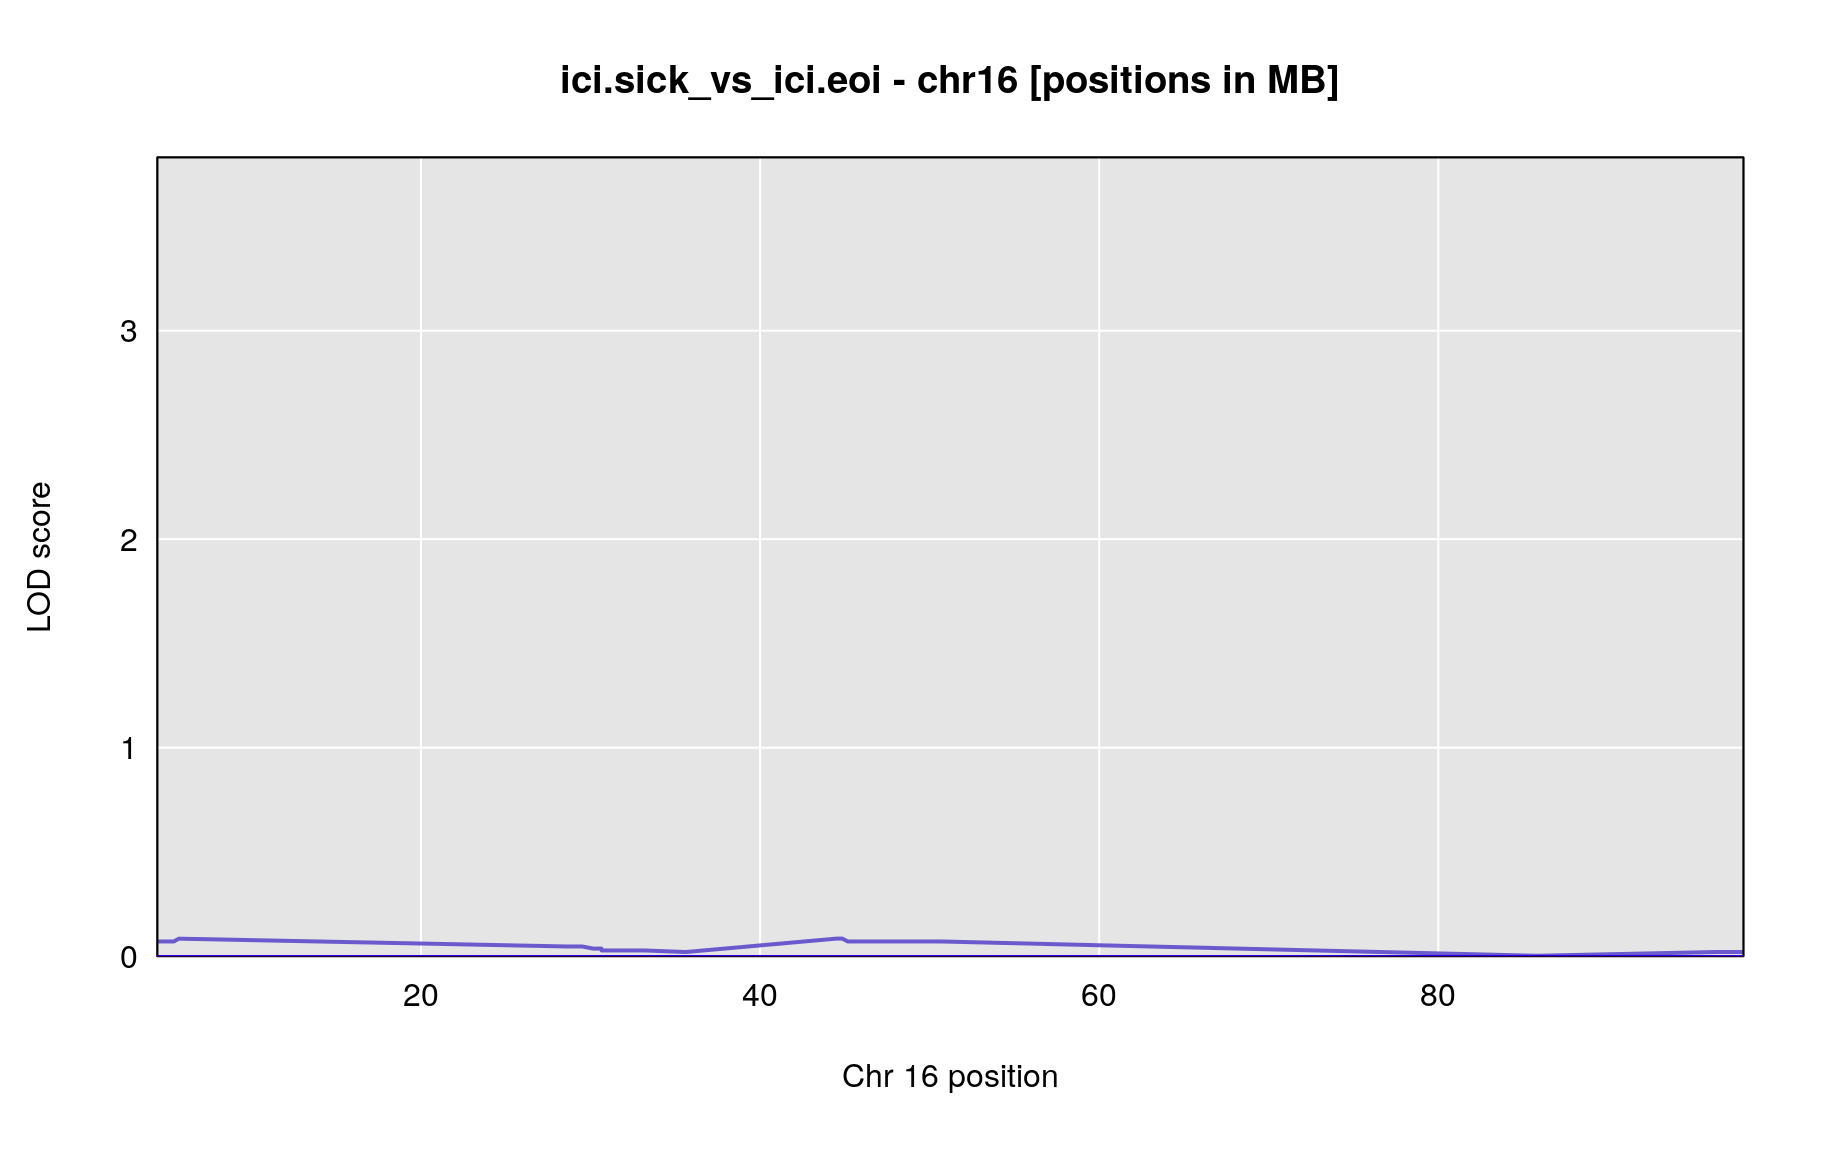 ici.sick_vs_ici.eoi - chr16 [positions in MB]
LOD score
3
2
1
0
20 40 60 80
Chr 16 position